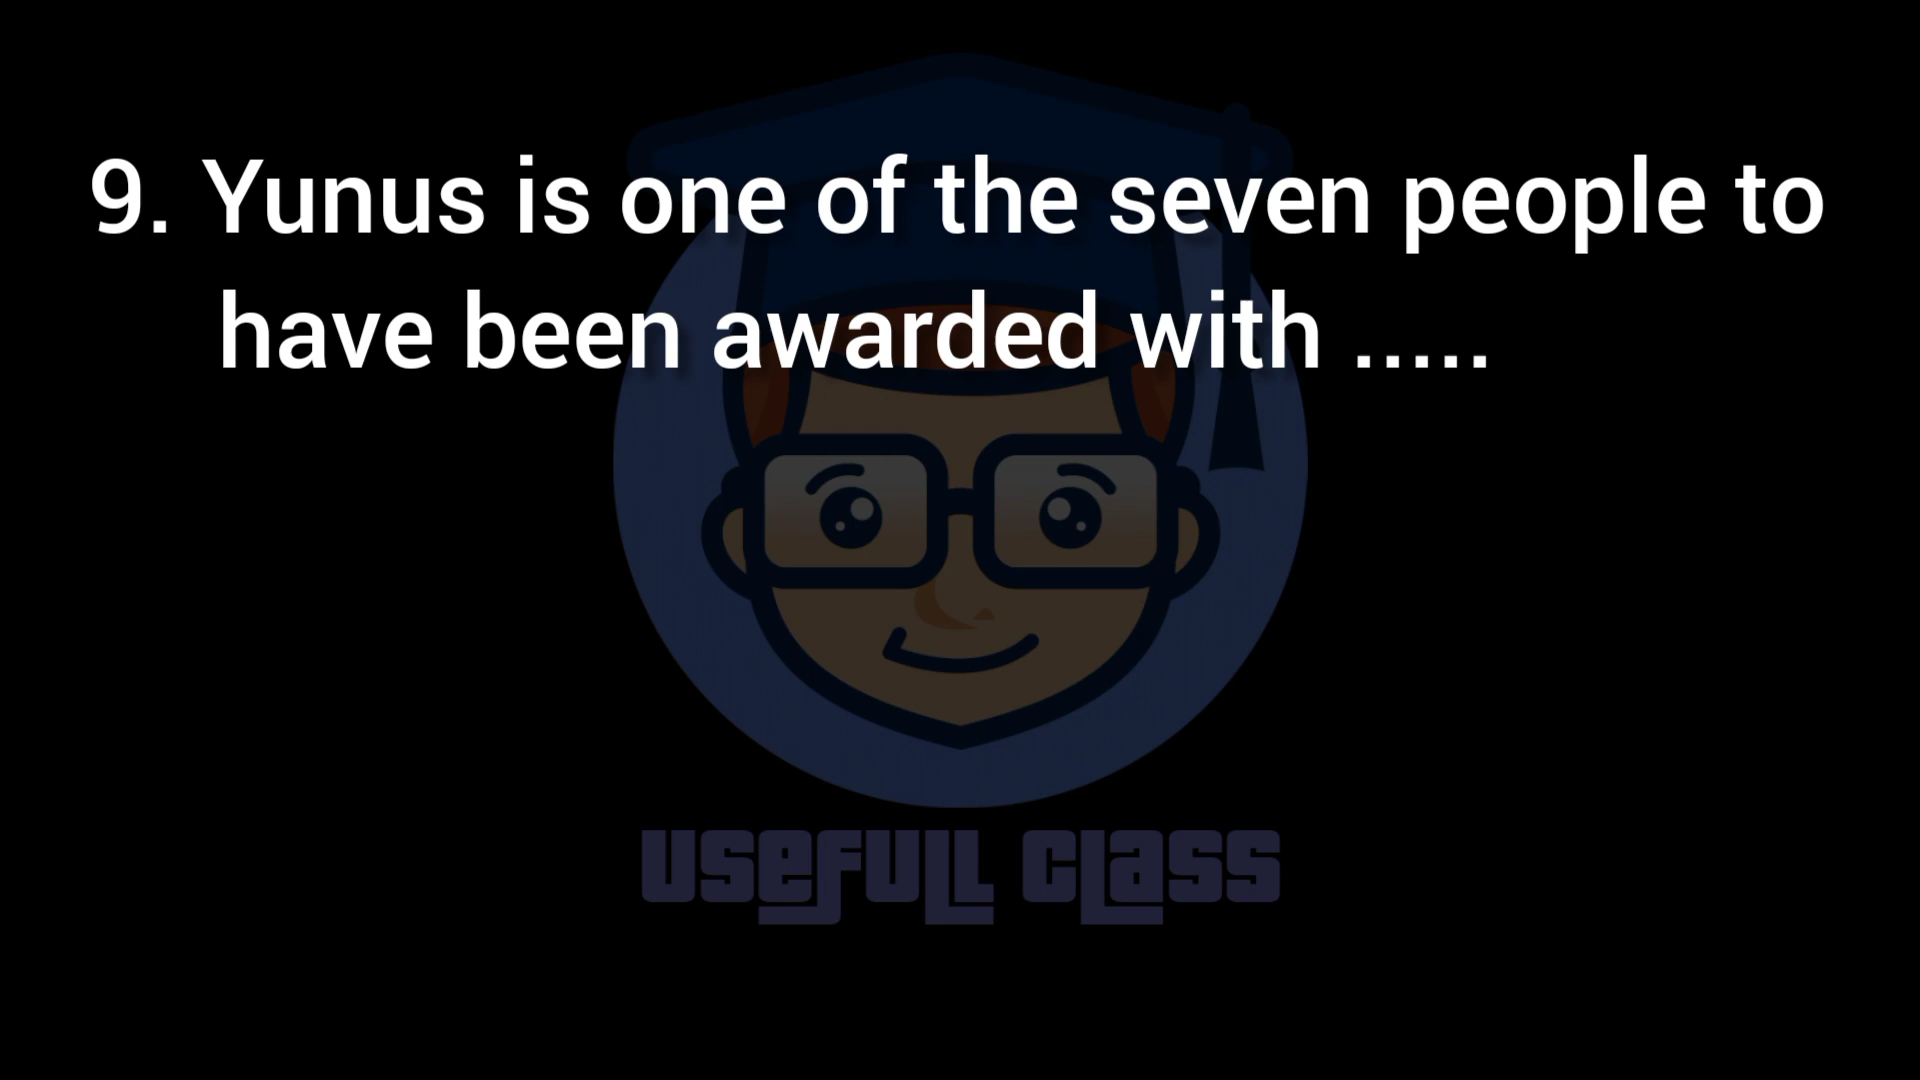 9. Yunus is one of the seven people to
have been awarded with .....
USEFULL CLASS